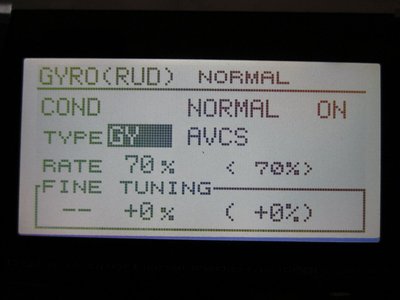 GYRO(RUD) NORMAL
COND NORMAL ON
TYPE GY AVCS
RATE 70% < 70%>
FINE TUNING
-- +0% ( +0%)